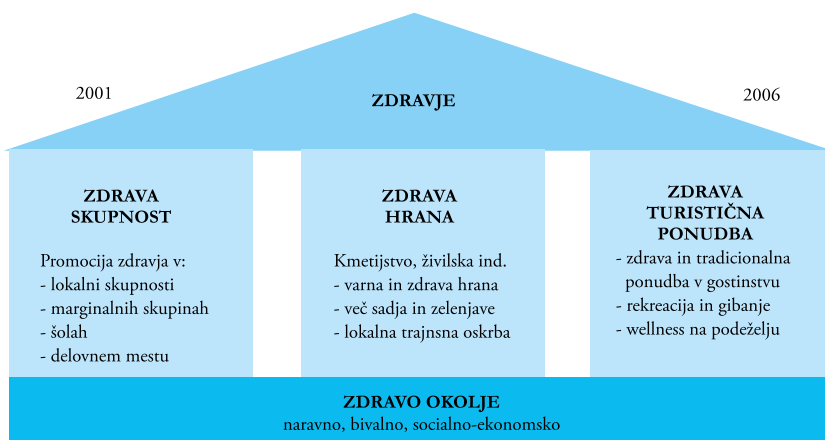 2001
ZDRAVJE
2006
ZDRAVA
SKUPNOST
Promocija zdravja v:
- lokalni skupnosti
- marginalnih skupinah
- šolah
- delovnem mestu
ZDRAVA
HRANA
Kmetijstvo, živilska ind.
- varna in zdrava hrana
- več sadja in zelenjave
- lokalna trajnsna oskrba
ZDRAVA
TURISTIČNA
PONUDBA
- zdrava in tradicionalna
ponudba v gostinstvu
- rekreacija in gibanje
- wellness na podeželju
ZDRAVO OKOLJE
naravno, bivalno, socialno-ekonomsko